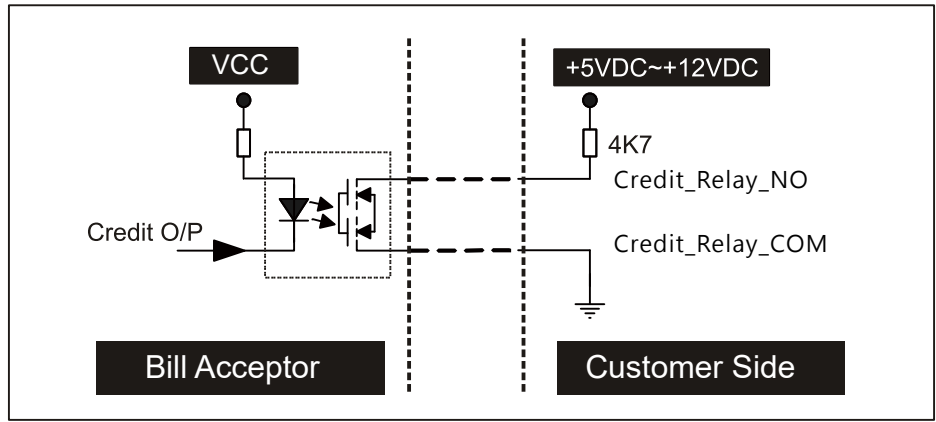 VCC
+5VDC~+12VDC
4K7
Credit_Relay_NO
Credit O/P
Credit_Relay_COM
Bill Acceptor
Customer Side